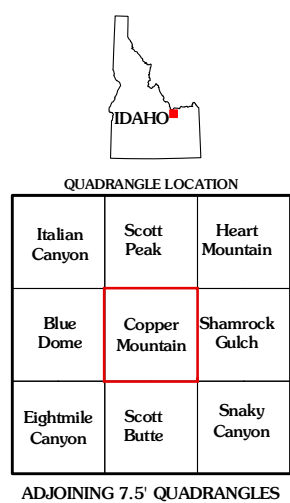 IDAHO
QUADRANGLE LOCATION
Italian
Canyon
Scott
Peak
Heart
Mountain
Blue
Dome
Copper
Mountain
Shamrock
Gulch
Eightmile
Canyon
Scott
Butte
Snaky
Canyon
ADJOINING 7.5' QUADRANGLES